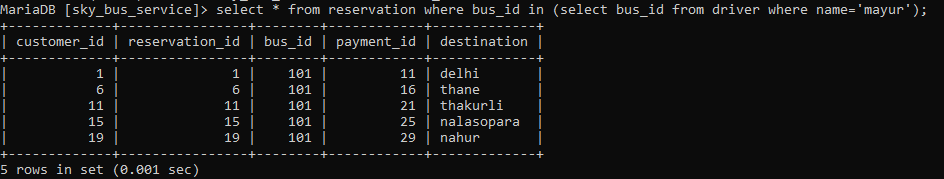 MariaDB [sky_bus_service]> select * from reservation where bus_id in (select bus_id from driver where name='mayur');
+-------------+----------------+--------+------------+-------------+
| customer_id | reservation_id | bus_id | payment_id | destination |
+-------------+----------------+--------+------------+-------------+
|           1 |              1 |    101 |         11 | delhi       |
|           6 |              6 |    101 |         16 | thane       |
|          11 |             11 |    101 |         21 | thakurli    |
|          15 |             15 |    101 |         25 | nalasopara  |
|          19 |             19 |    101 |         29 | nahur       |
+-------------+----------------+--------+------------+-------------+
5 rows in set (0.001 sec)